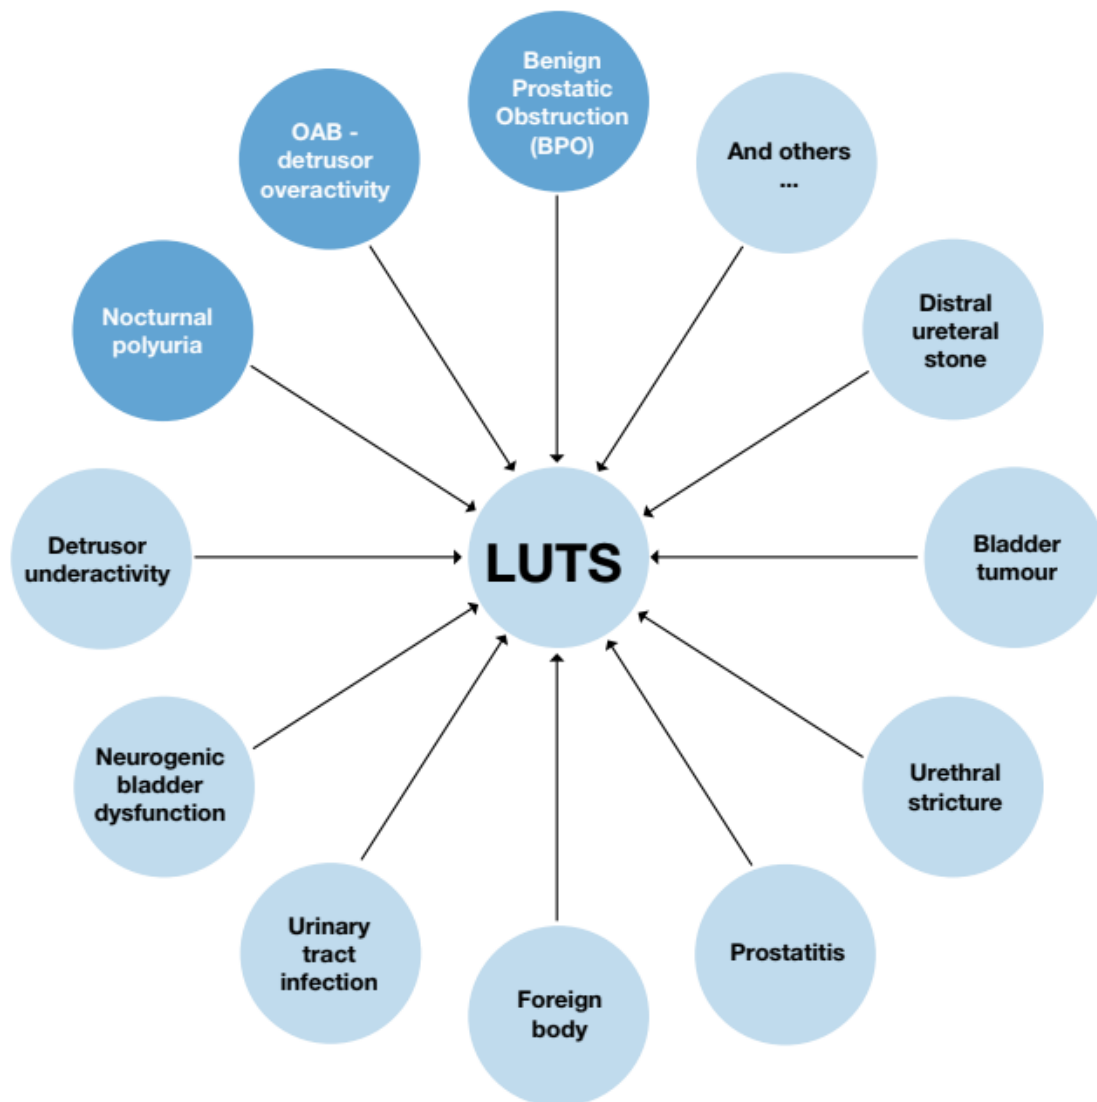 Benign
Prostatic
Obstruction
(BPO)
And others
...
Distral
ureteral
stone
Bladder
tumour
Urethral
stricture
Prostatitis
Foreign
body
Urinary
tract
infection
Neurogenic
bladder
dysfunction
Detrusor
underactivity
Nocturnal
polyuria
OAB -
detrusor
overactivity
LUTS